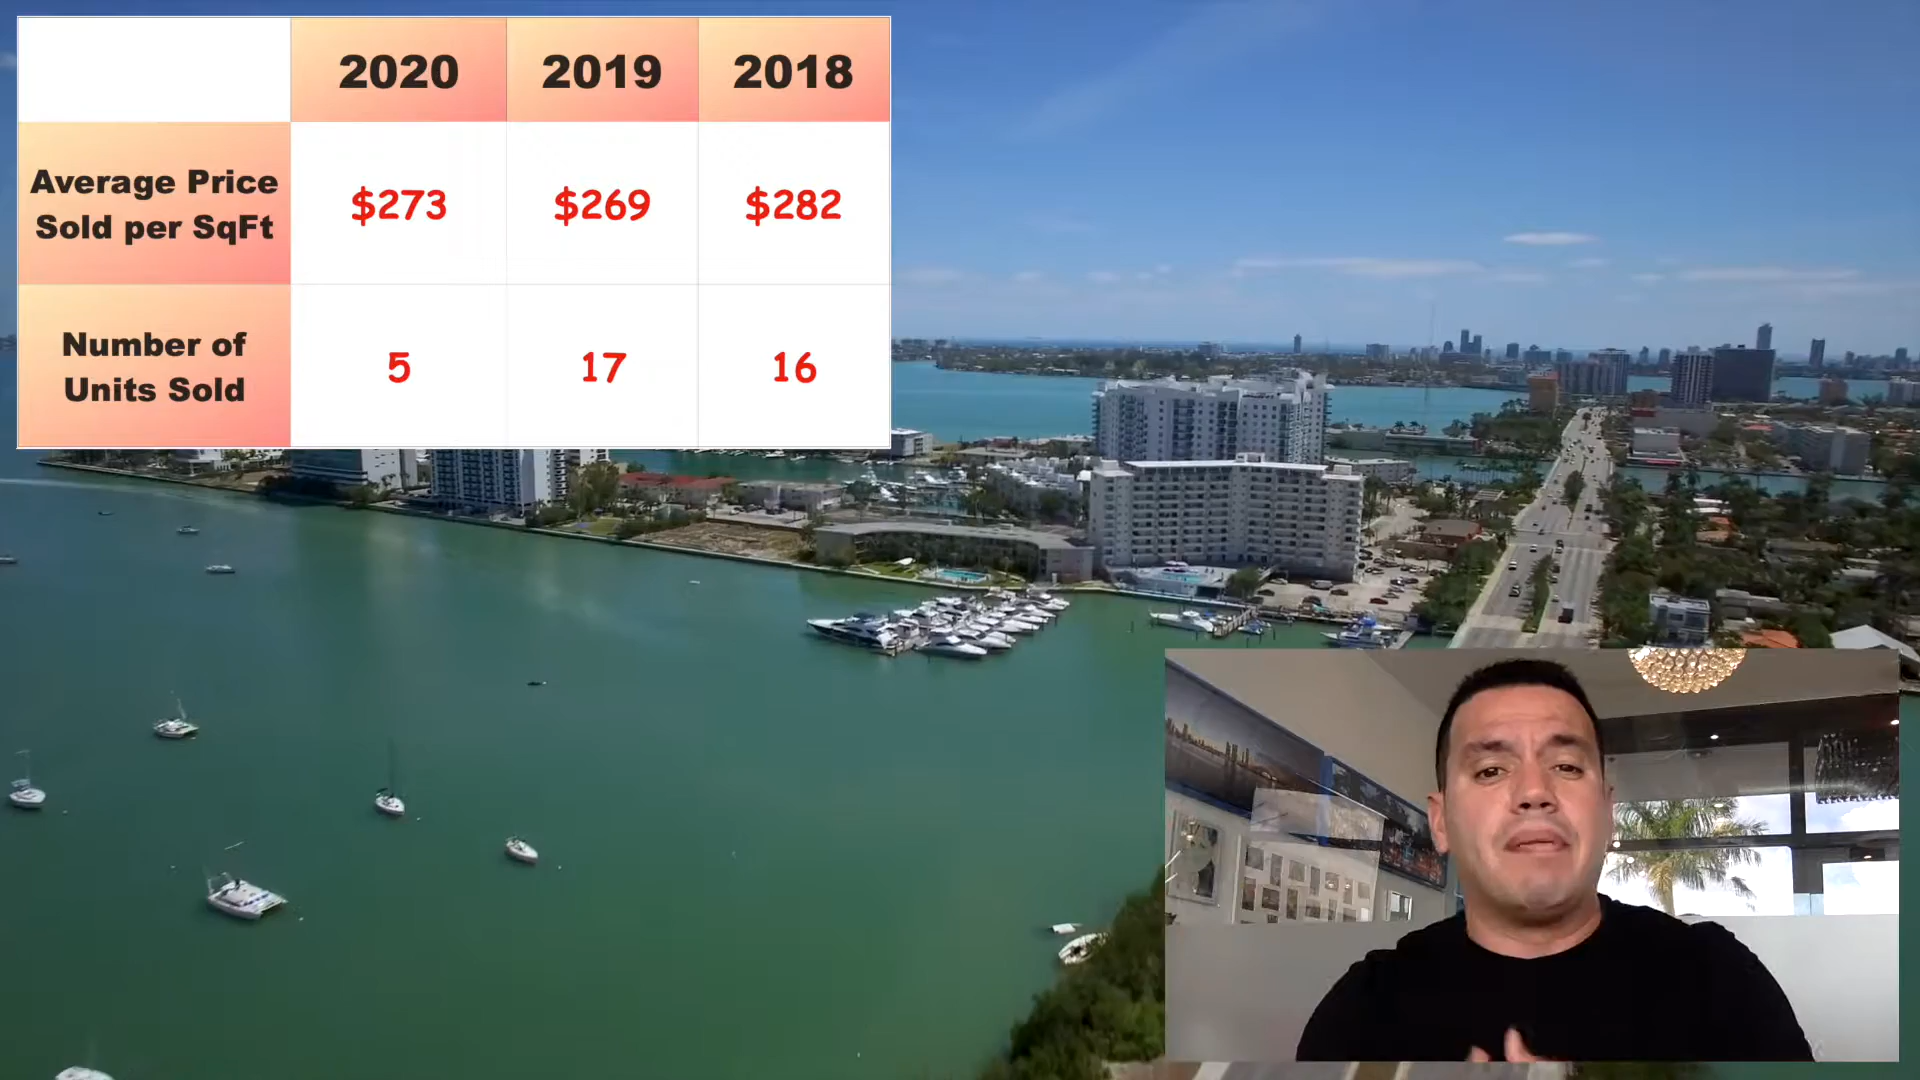 2020 2019 2018
Average Price
Sold per SqFt
$273 $269 $282
Number of
Units Sold
5 17 16